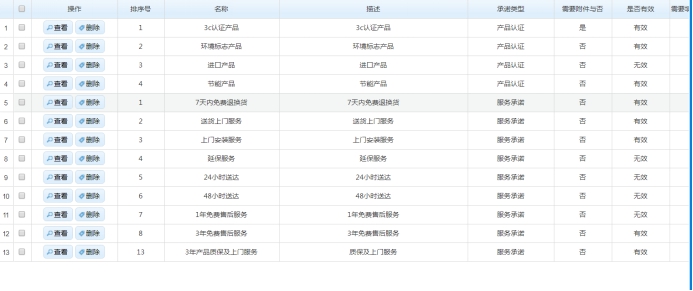 操作 排序号 名称 描述 承诺类型 需要附件与否 是否有效
1 查看 删除 1 3c认证产品 3c认证产品 产品认证 是 有效
2 查看 删除 2 环境标志产品 环境标志产品 产品认证 否 有效
3 查看 删除 3 进口产品 进口产品 产品认证 否 无效
4 查看 删除 4 节能产品 节能产品 产品认证 否 有效
5 查看 删除 1 7天内免费退换货 7天内免费退换货 服务承诺 否 有效
6 查看 删除 2 送货上门服务 送货上门服务 服务承诺 否 有效
7 查看 删除 3 上门安装服务 上门安装服务 服务承诺 否 有效
8 查看 删除 4 延保服务 延保服务 服务承诺 否 无效
9 查看 删除 5 24小时送达 24小时送达 服务承诺 否 无效
10 查看 删除 6 48小时送达 48小时送达 服务承诺 否 无效
11 查看 删除 7 1年免费售后服务 1年免费售后服务 服务承诺 否 无效
12 查看 删除 8 3年免费售后服务 3年免费售后服务 服务承诺 否 有效
13 查看 删除 13 3年产品质保及上门服务 质保及上门服务 服务承诺 否 有效